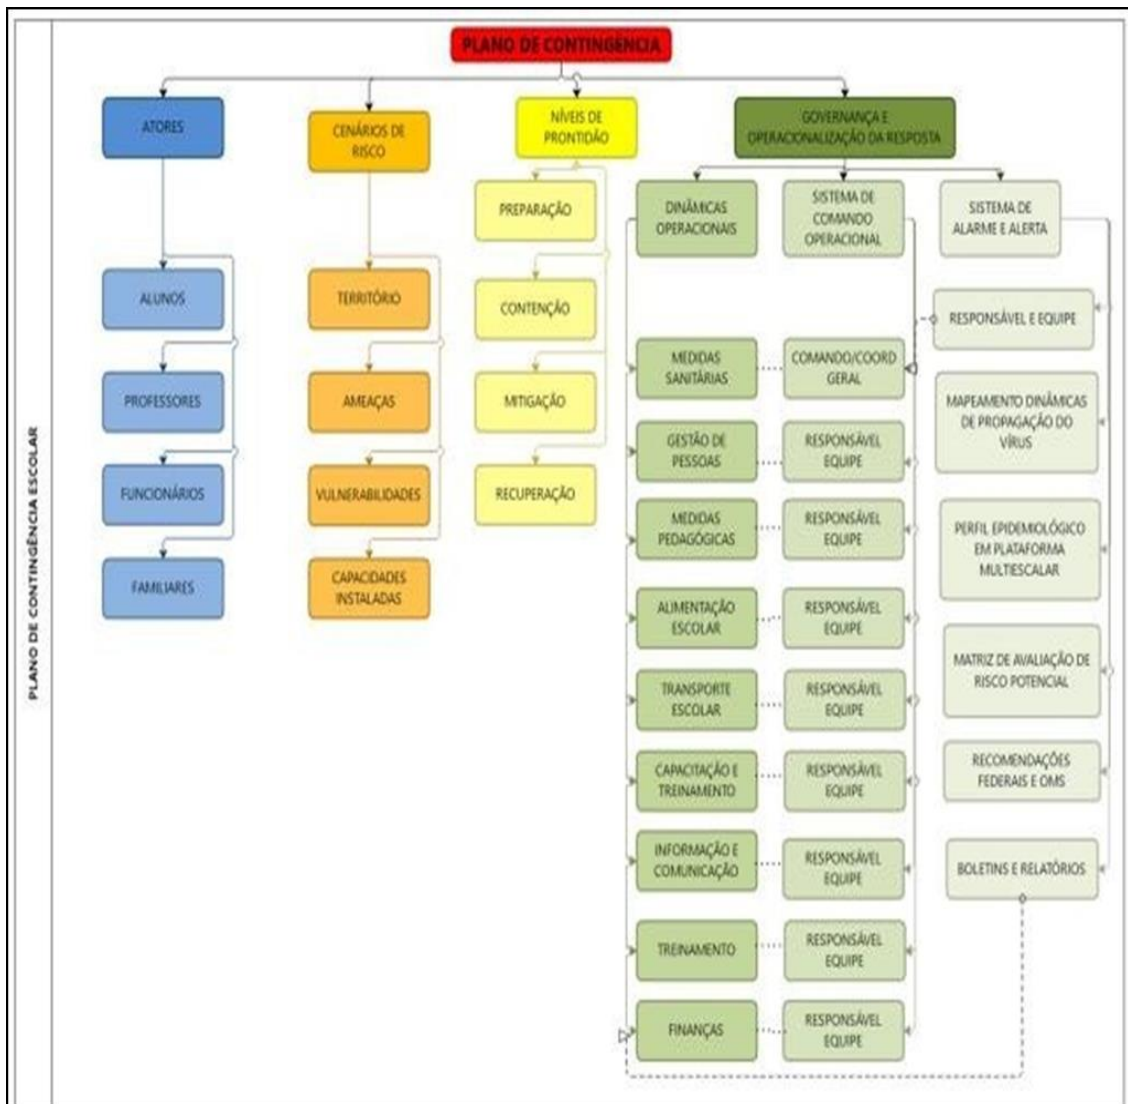 PLANO DE CONTINGÊNCIA ESCOLAR
PLANO DE CONTINGÊNCIA
ATORES
ALUNOS
PROFESSORES
FUNCIONÁRIOS
FAMILIARES
CENÁRIOS DE
RISCO
TERRITÓRIO
AMEAÇAS
VULNERABILIDADES
CAPACIDADES
INSTALADAS
NÍVEIS DE
PRONTIDÃO
PREPARAÇÃO
CONTENÇÃO
MITIGAÇÃO
RECUPERAÇÃO
GOVERNANÇA E
OPERACIONALIZAÇÃO DA RESPOSTA
DINÂMICAS
OPERACIONAIS
MEDIDAS
SANITÁRIAS
GESTÃO DE
PESSOAS
MEDIDAS
PEDAGÓGICAS
ALIMENTAÇÃO
ESCOLAR
TRANSPORTE
ESCOLAR
CAPACITAÇÃO E
TREINAMENTO
INFORMAÇÃO E
COMUNICAÇÃO
TREINAMENTO
FINANÇAS
SISTEMA DE
COMANDO
OPERACIONAL
COMANDO/COORD
GERAL
RESPONSÁVEL
EQUIPE
RESPONSÁVEL
EQUIPE
RESPONSÁVEL
EQUIPE
RESPONSÁVEL
EQUIPE
RESPONSÁVEL
EQUIPE
RESPONSÁVEL
EQUIPE
RESPONSÁVEL
EQUIPE
RESPONSÁVEL
EQUIPE
SISTEMA DE
ALARME E ALERTA
RESPONSÁVEL E EQUIPE
MAPEAMENTO DINÂMICAS
DE PROPAGAÇÃO DO
VÍRUS
PERFIL EPIDEMIOLÓGICO
EM PLATAFORMA
MULTIESCALAR
MATRIZ DE AVALIAÇÃO DE
RISCO POTENCIAL
RECOMENDAÇÕES
FEDERAIS E OMS
BOLETINS E RELATÓRIOS